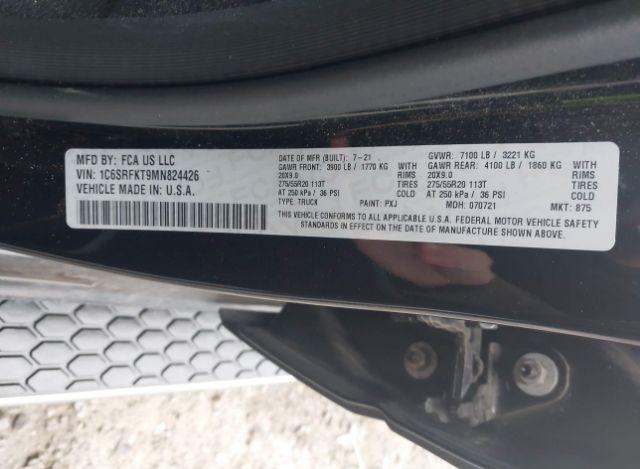 MFD BY: FCA US LLC
VIN: 1C6SRFKT9MN824426
VEHICLE MADE IN U.S.A.
DATE OF MFR (BUILT): 7-21
GAWR FRONT: 3900 LB / 1770 KG
20X9.0 RIMS
275/55R20 113T TIRES
AT 250 kPa / 36 PSI COLD
TYPE: TRUCK PAINT: PXJ
GVWR: 7100 LB / 3221 KG
GAWR REAR: 4100 LB / 1860 KG
20X9.0 RIMS
275/55R20 113T TIRES
AT 250 kPa / 36 PSI COLD
MDH: 070721 MKT: 875
THIS VEHICLE CONFORMS TO ALL APPLICABLE U.S.A. FEDERAL MOTOR VEHICLE SAFETY
STANDARDS IN EFFECT ON THE DATE OF MANUFACTURE SHOWN ABOVE.